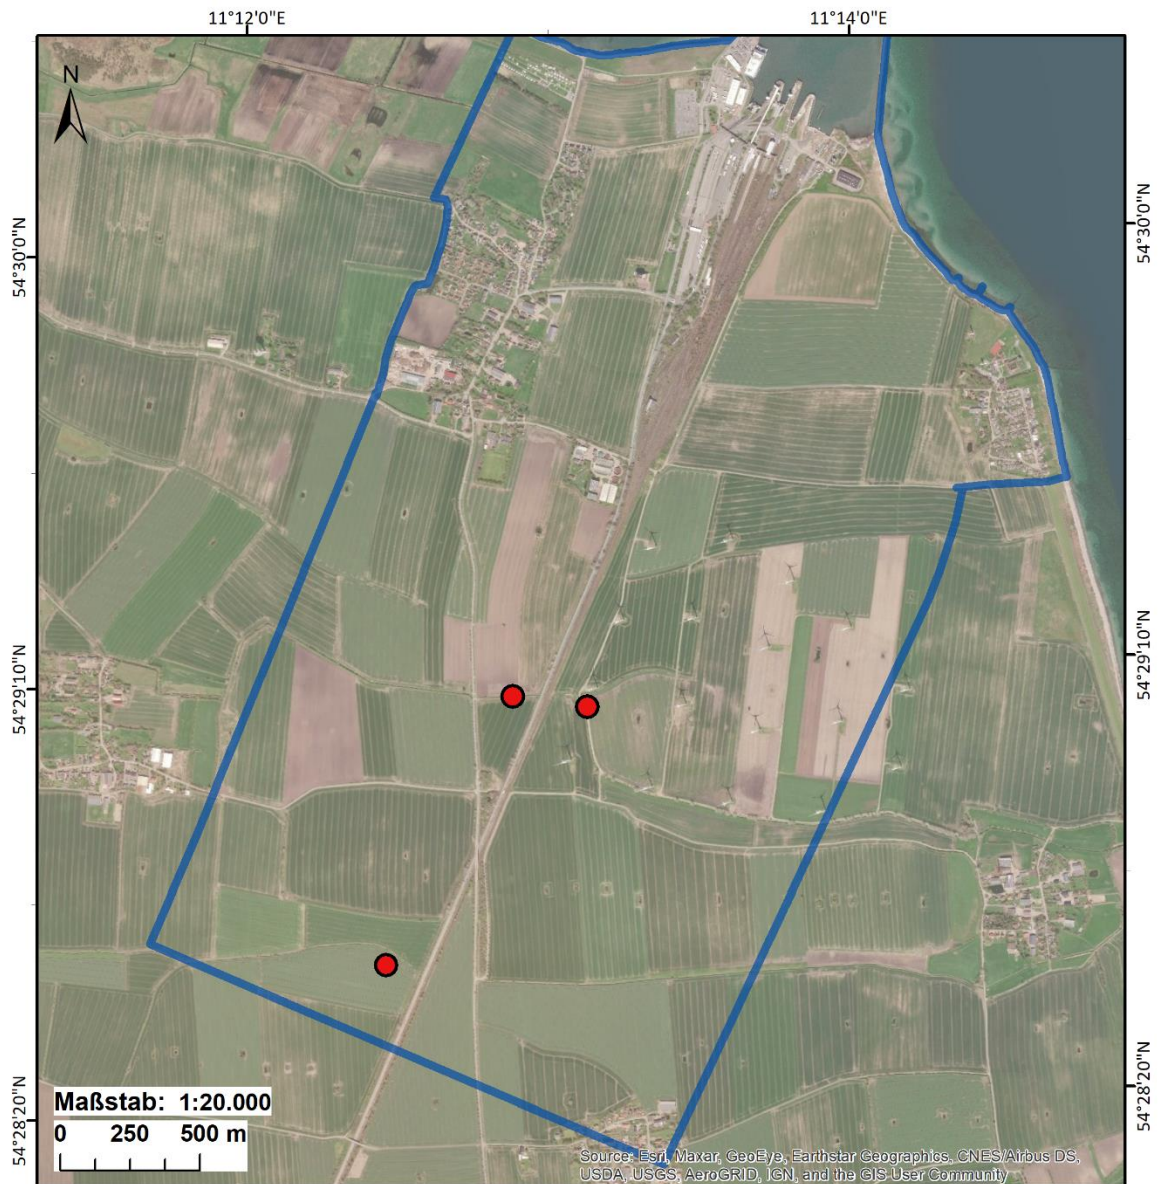 11°12'0"E
11°14'0"E
N
54°30'0"N
54°30'0"N
54°29'10"N
54°29'10"N
54°28'20"N
54°28'20"N
Maßstab: 1:20.000
0 250 500 m
Source: Esri, Maxar, GeoEye, Earthstar Geographics, CNES/Airbus DS,
USDA, USGS, AeroGRID, IGN, and the GIS User Community